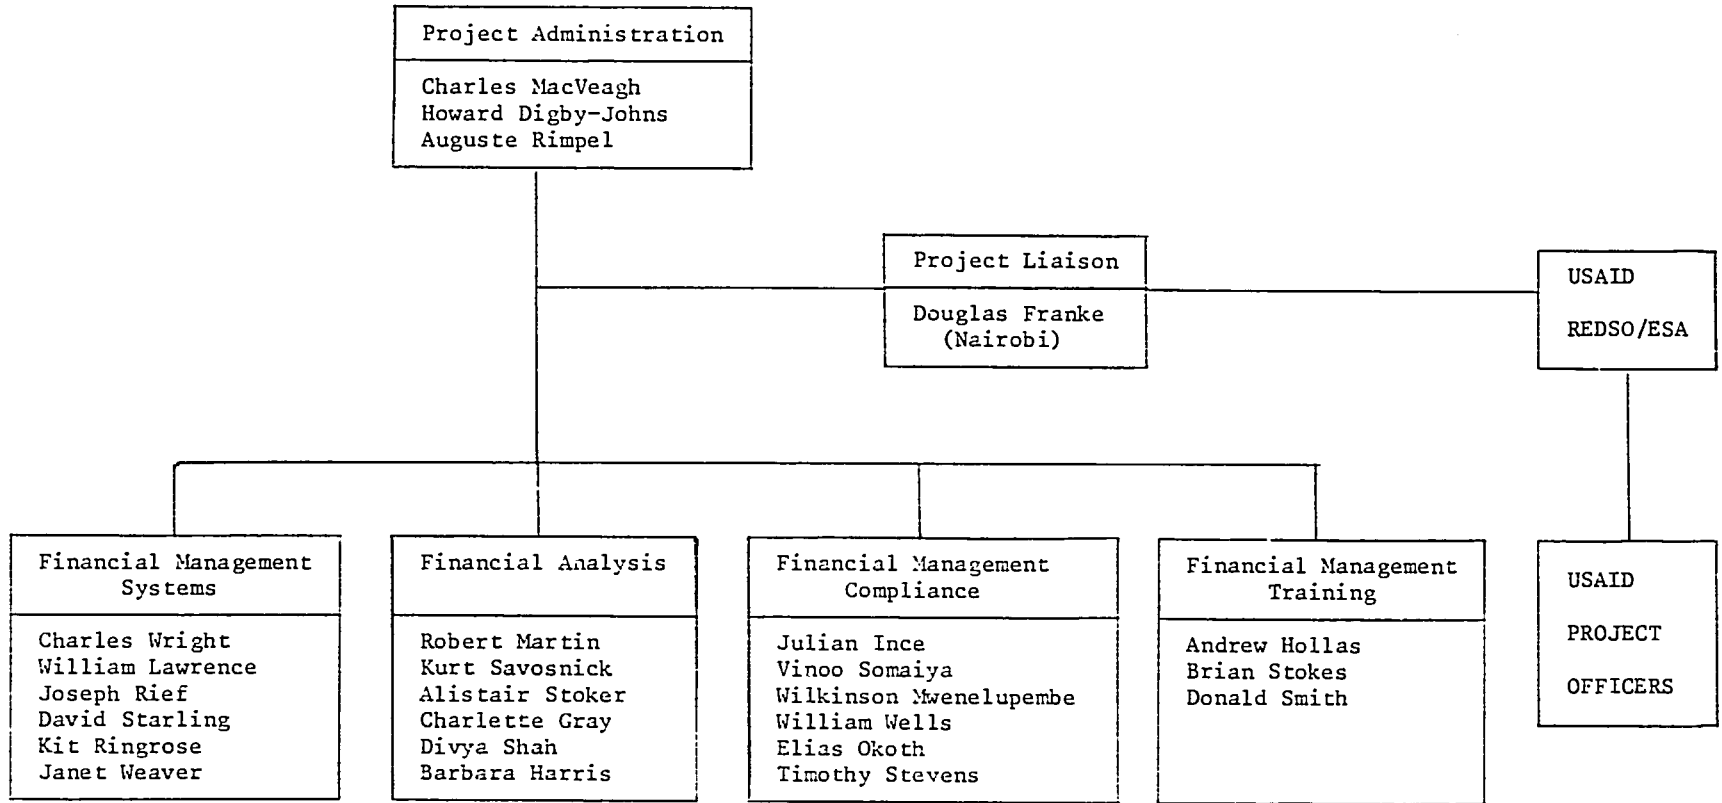 Project Administration
Charles MacVeagh
Howard Digby-Johns
Auguste Rimpel
Project Liaison
Douglas Franke
(Nairobi)
USAID
REDSO/ESA
Financial Management
Systems
Charles Wright
William Lawrence
Joseph Rief
David Starling
Kit Ringrose
Janet Weaver
Financial Analysis
Robert Martin
Kurt Savosnick
Alistair Stoker
Charlette Gray
Divya Shah
Barbara Harris
Financial Management
Compliance
Julian Ince
Vinoo Somaiya
Wilkinson Mwenelupembe
William Wells
Elias Okoth
Timothy Stevens
Financial Management
Training
Andrew Hollas
Brian Stokes
Donald Smith
USAID
PROJECT
OFFICERS